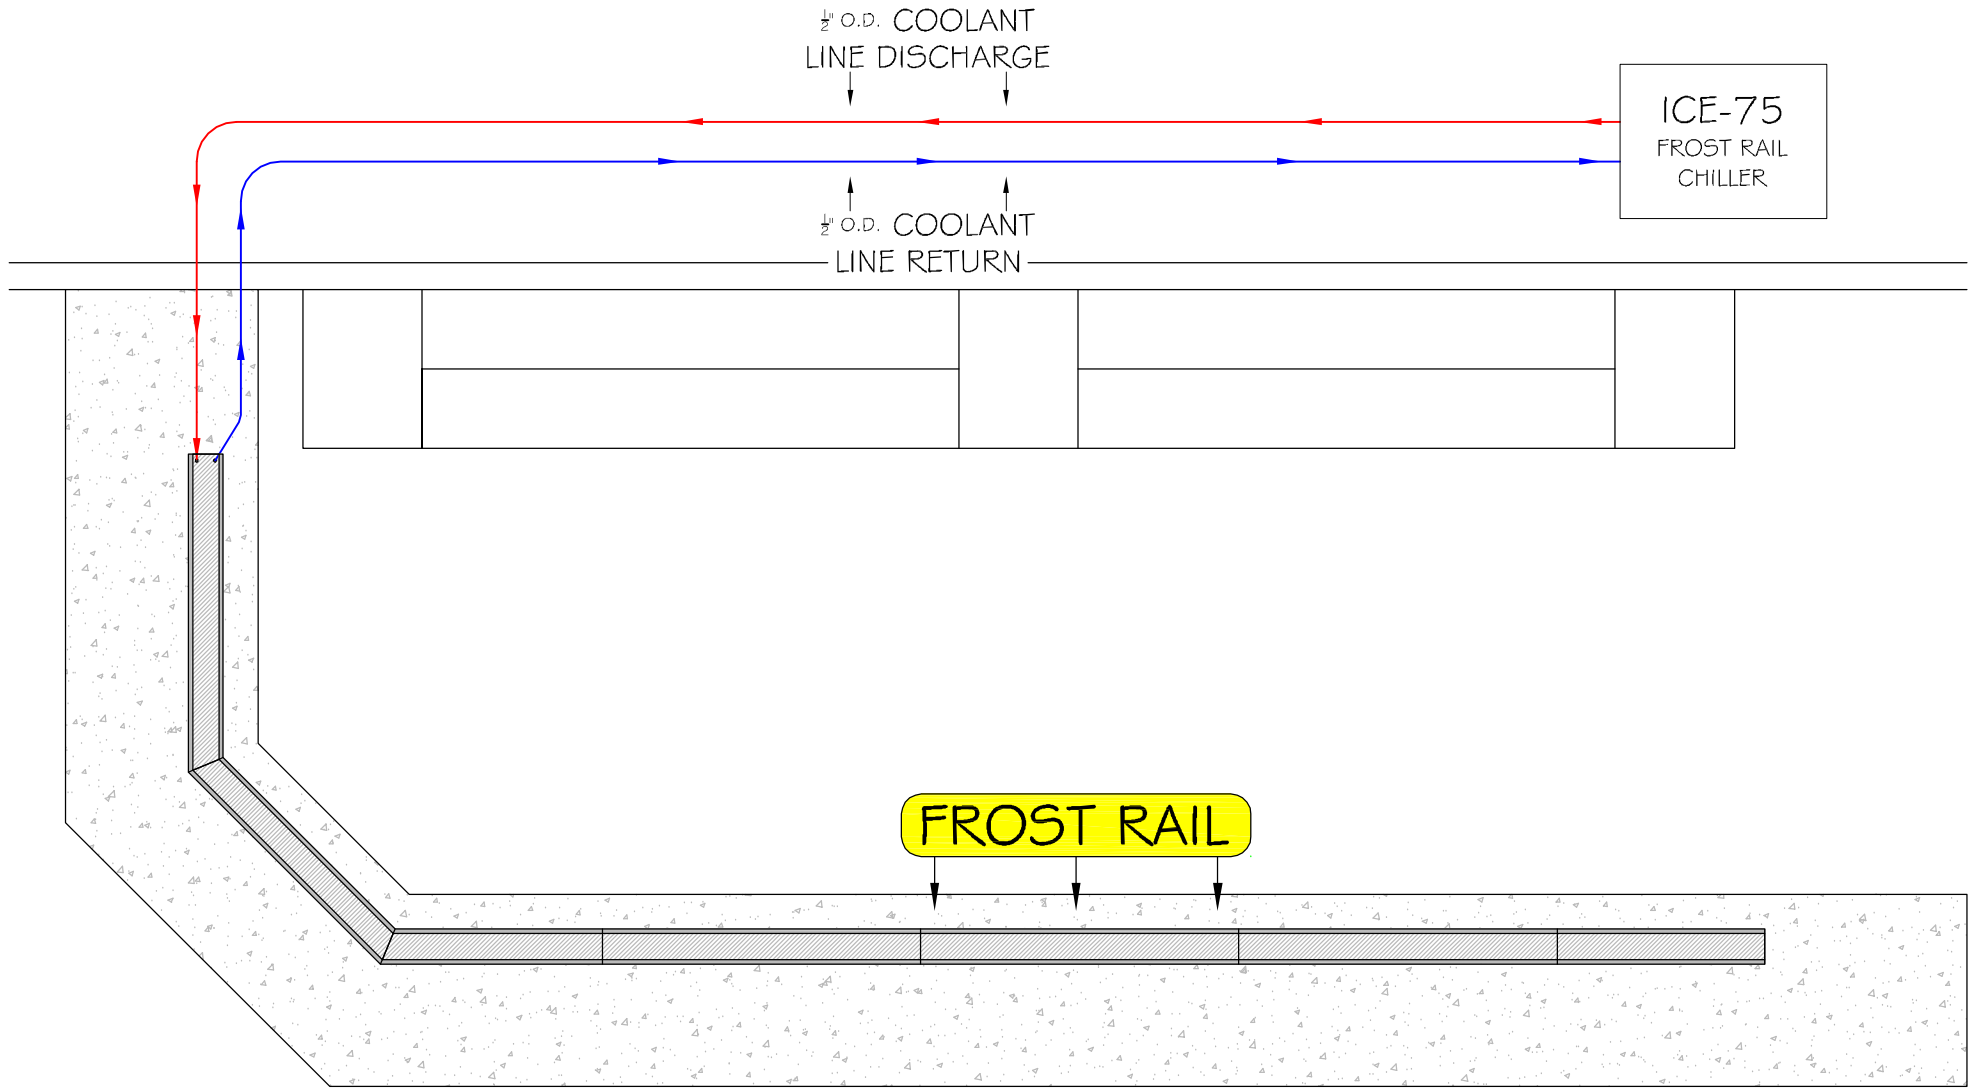 ½" O.D. COOLANT
LINE DISCHARGE
ICE-75
FROST RAIL
CHILLER
½" O.D. COOLANT
LINE RETURN
FROST RAIL